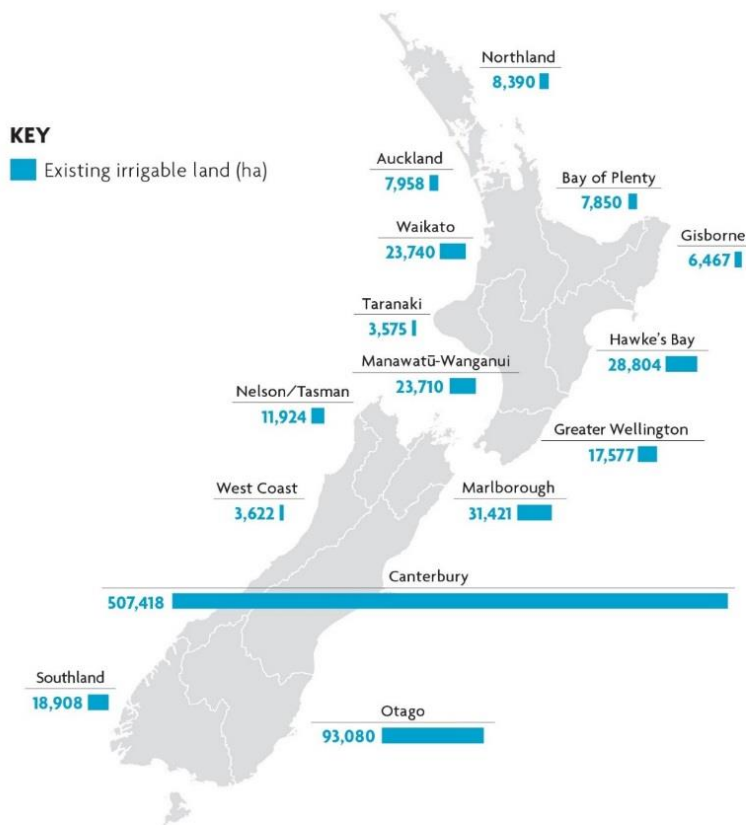 Northland
8,390
KEY
Existing irrigable land (ha)
Auckland
7,958
Bay of Plenty
7,850
Waikato
23,740
Gisborne
6,467
Taranaki
3,575
Hawke's Bay
28,804
Manawatū-Wanganui
23,710
Nelson/Tasman
11,924
Greater Wellington
17,577
West Coast
3,622
Marlborough
31,421
Canterbury
507,418
Southland
18,908
Otago
93,080